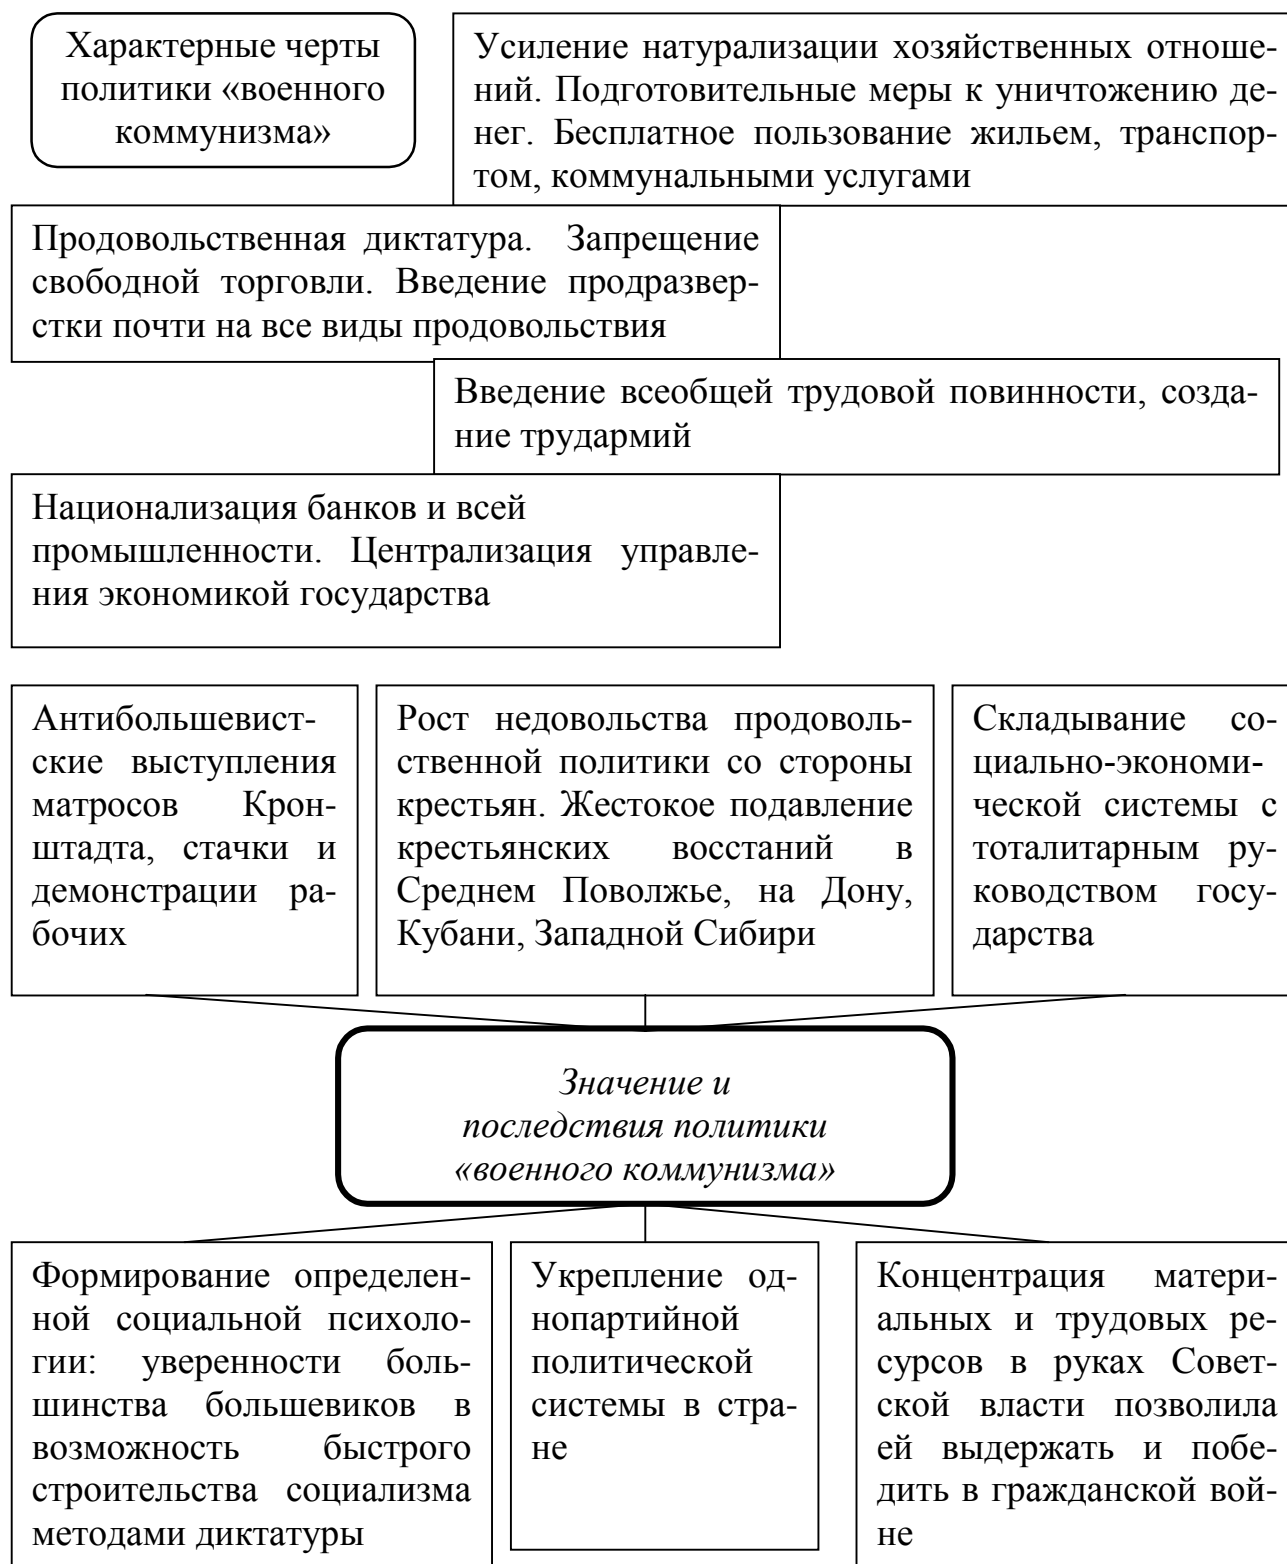 Характерные черты
политики «военного
коммунизма»
Усиление натурализации хозяйственных отноше-
ний. Подготовительные меры к уничтожению де-
нег. Бесплатное пользование жильем, транспор-
том, коммунальными услугами
Продовольственная диктатура. Запрещение
свободной торговли. Введение продразвер-
стки почти на все виды продовольствия
Введение всеобщей трудовой повинности, созда-
ние трудармий
Национализация банков и всей
промышленности. Централизация управле-
ния экономикой государства
Антибольшевист-
ские выступления
матросов Крон-
штадта, стачки и
демонстрации ра-
бочих
Рост недовольства продоволь-
ственной политики со стороны
крестьян. Жестокое подавление
крестьянских восстаний в
Среднем Поволжье, на Дону,
Кубани, Западной Сибири
Складывание со-
циально-экономи-
ческой системы с
тоталитарным ру-
ководством госу-
дарства
Значение и
последствия политики
«военного коммунизма»
Формирование определен-
ной социальной психоло-
гии: уверенности боль-
шинства большевиков в
возможность быстрого
строительства социализма
методами диктатуры
Укрепление од-
нопартийной
политической
системы в стра-
не
Концентрация матери-
альных и трудовых ре-
сурсов в руках Совет-
ской власти позволила
ей выдержать и побе-
дить в гражданской вой-
не